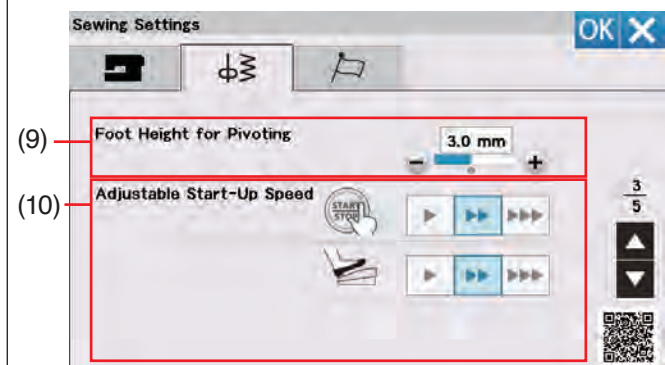 Sewing Settings
OK
(9)
Foot Height for Pivoting
3.0 mm
- +
(10)
Adjustable Start-Up Speed
START
STOP
3
5